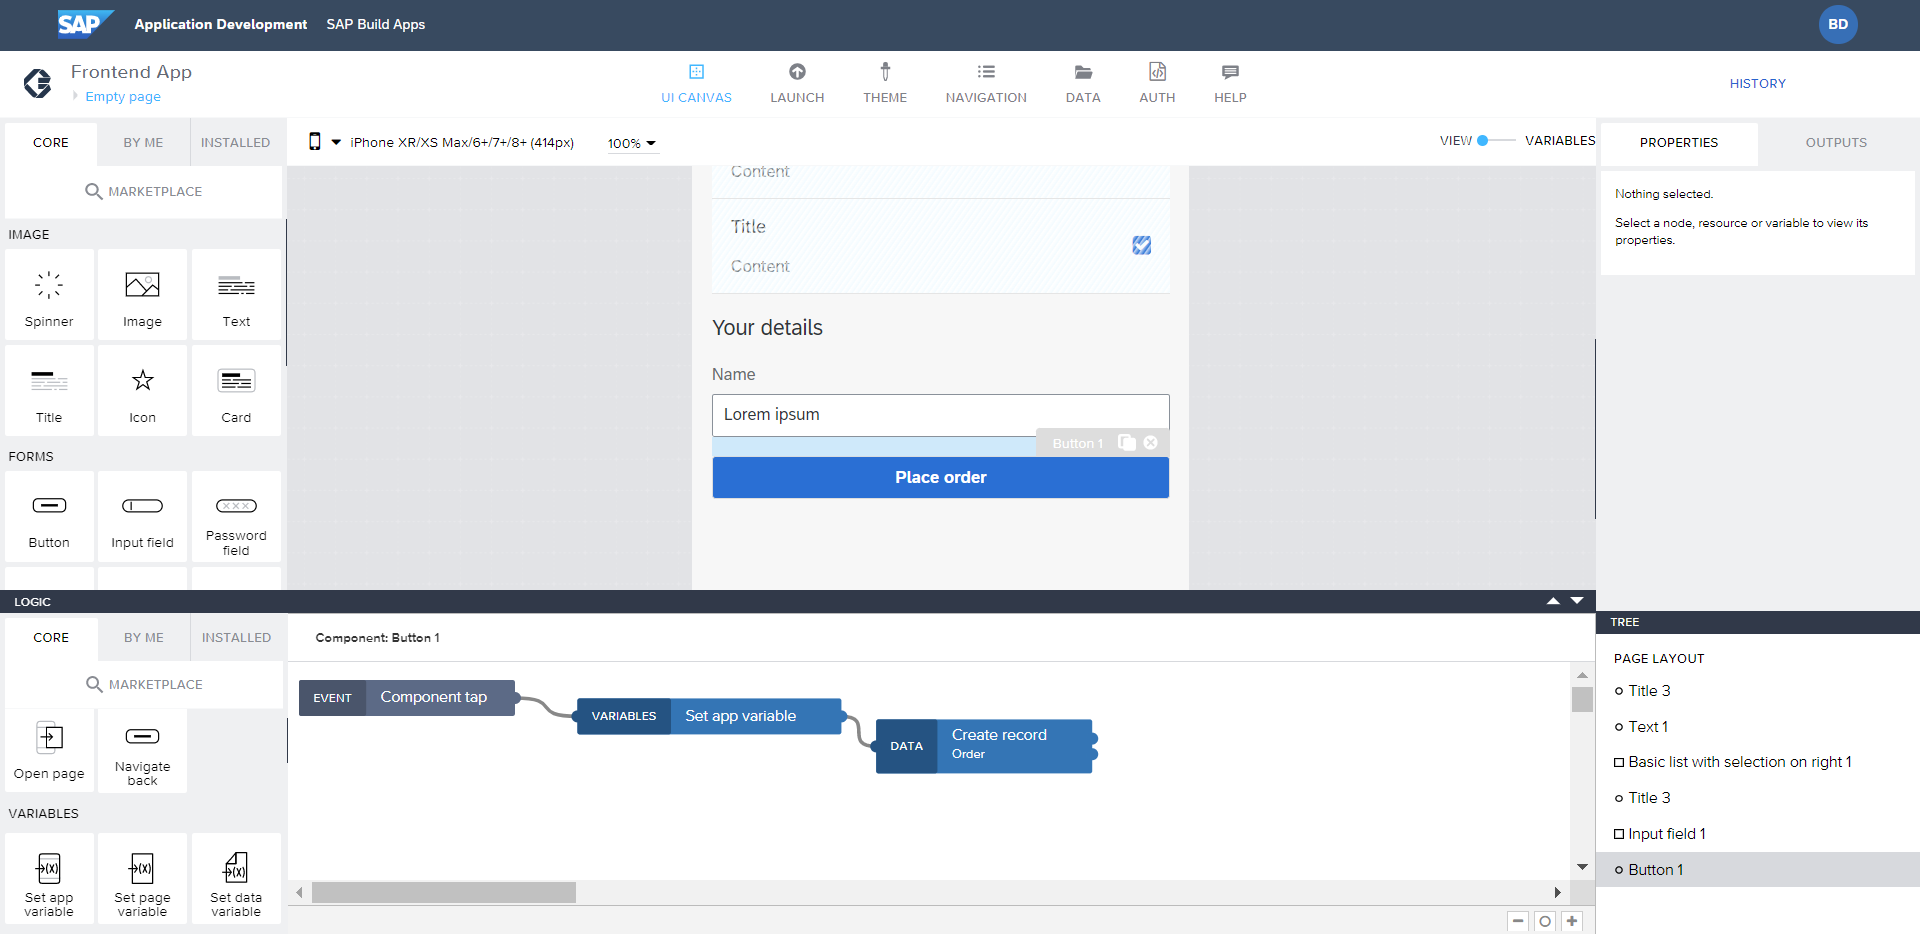 SAP Application Development SAP Build Apps BD
Frontend App
Empty page
UI CANVAS LAUNCH THEME NAVIGATION DATA AUTH HELP
HISTORY
CORE BY ME INSTALLED
MARKETPLACE
IMAGE
Spinner Image Text
Title Icon Card
FORMS
Button Input field Password
field
iPhone XR/XS Max/6+/7+/8+ (414px) 100% VIEW VARIABLES
Content
Title
Content
Your details
Name
Lorem ipsum
Button 1
Place order
PROPERTIES OUTPUTS
Nothing selected.
Select a node, resource or variable to view its
properties.
LOGIC
CORE BY ME INSTALLED
MARKETPLACE
Open page Navigate
back
VARIABLES
Set app
variable
Set page
variable
Set data
variable
Component: Button 1
EVENT Component tap
VARIABLES Set app variable
DATA Create record
Order
TREE
PAGE LAYOUT
Title 3
Text 1
Basic list with selection on right 1
Title 3
Input field 1
Button 1